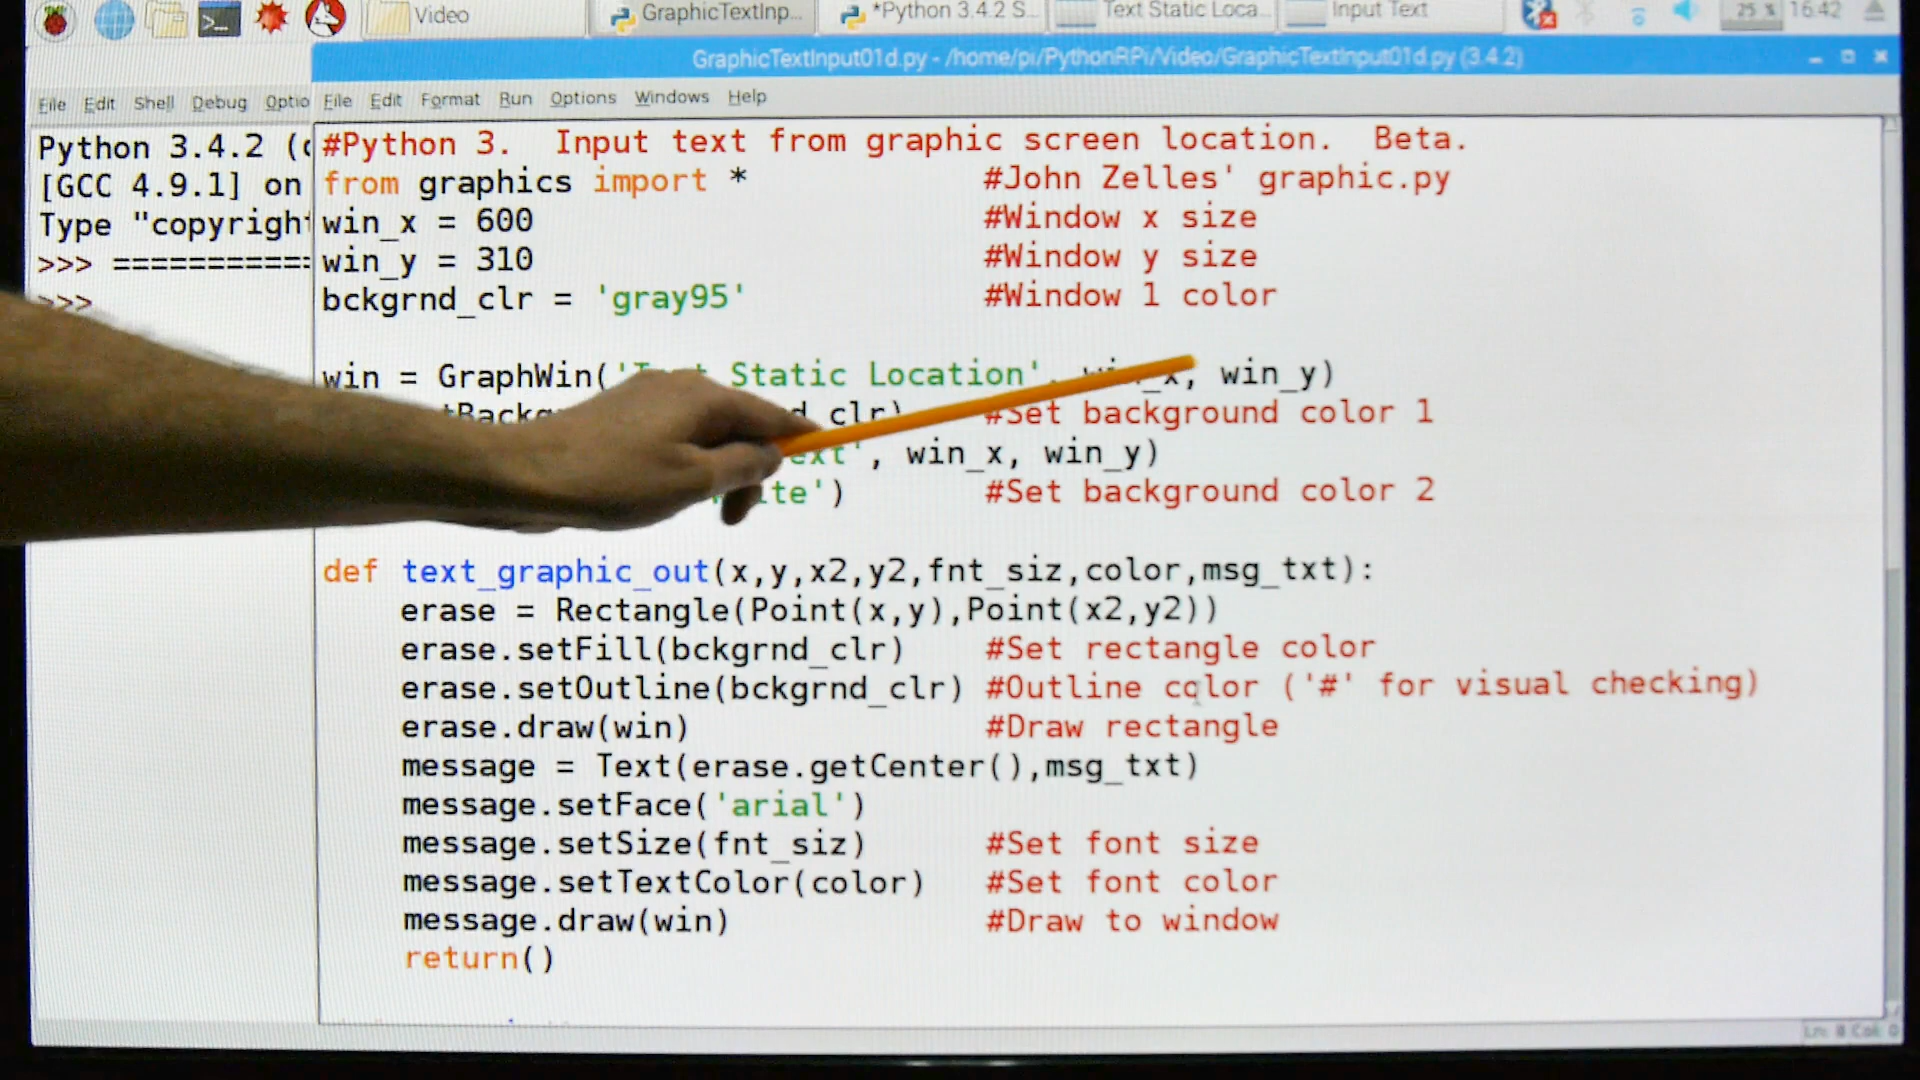 Video
GraphicTextInp...
*Python 3.4.2 S...
Text Static Loca...
Input Text
25 %
16:42
GraphicTextInput01d.py - /home/pi/PythonRPi/Video/GraphicTextInput01d.py (3.4.2)
File Edit Shell Debug Optio
File Edit Format Run Options Windows Help
Python 3.4.2 (
[GCC 4.9.1] on
Type "copyright
>>> ===========
>>>
#Python 3. Input text from graphic screen location. Beta.
from graphics import * #John Zelles' graphic.py
win_x = 600 #Window x size
win_y = 310 #Window y size
bckgrnd_clr = 'gray95' #Window 1 color
win = GraphWin(' Static Location', win_x, win_y)
d_clr) #Set background color 1
ext', win_x, win_y)
ite') #Set background color 2
def text_graphic_out(x,y,x2,y2,fnt_siz,color,msg_txt):
erase = Rectangle(Point(x,y),Point(x2,y2))
erase.setFill(bckgrnd_clr) #Set rectangle color
erase.setOutline(bckgrnd_clr) #Outline color ('#' for visual checking)
erase.draw(win) #Draw rectangle
message = Text(erase.getCenter(),msg_txt)
message.setFace('arial')
message.setSize(fnt_siz) #Set font size
message.setTextColor(color) #Set font color
message.draw(win) #Draw to window
return()